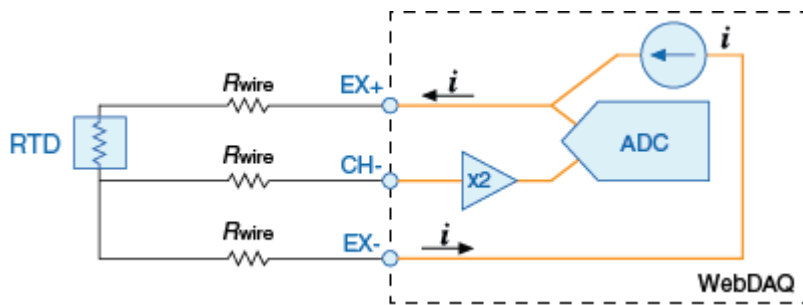 i
Rwire EX+ i
RTD
Rwire CH- x2 ADC
Rwire EX- i
WebDAQ